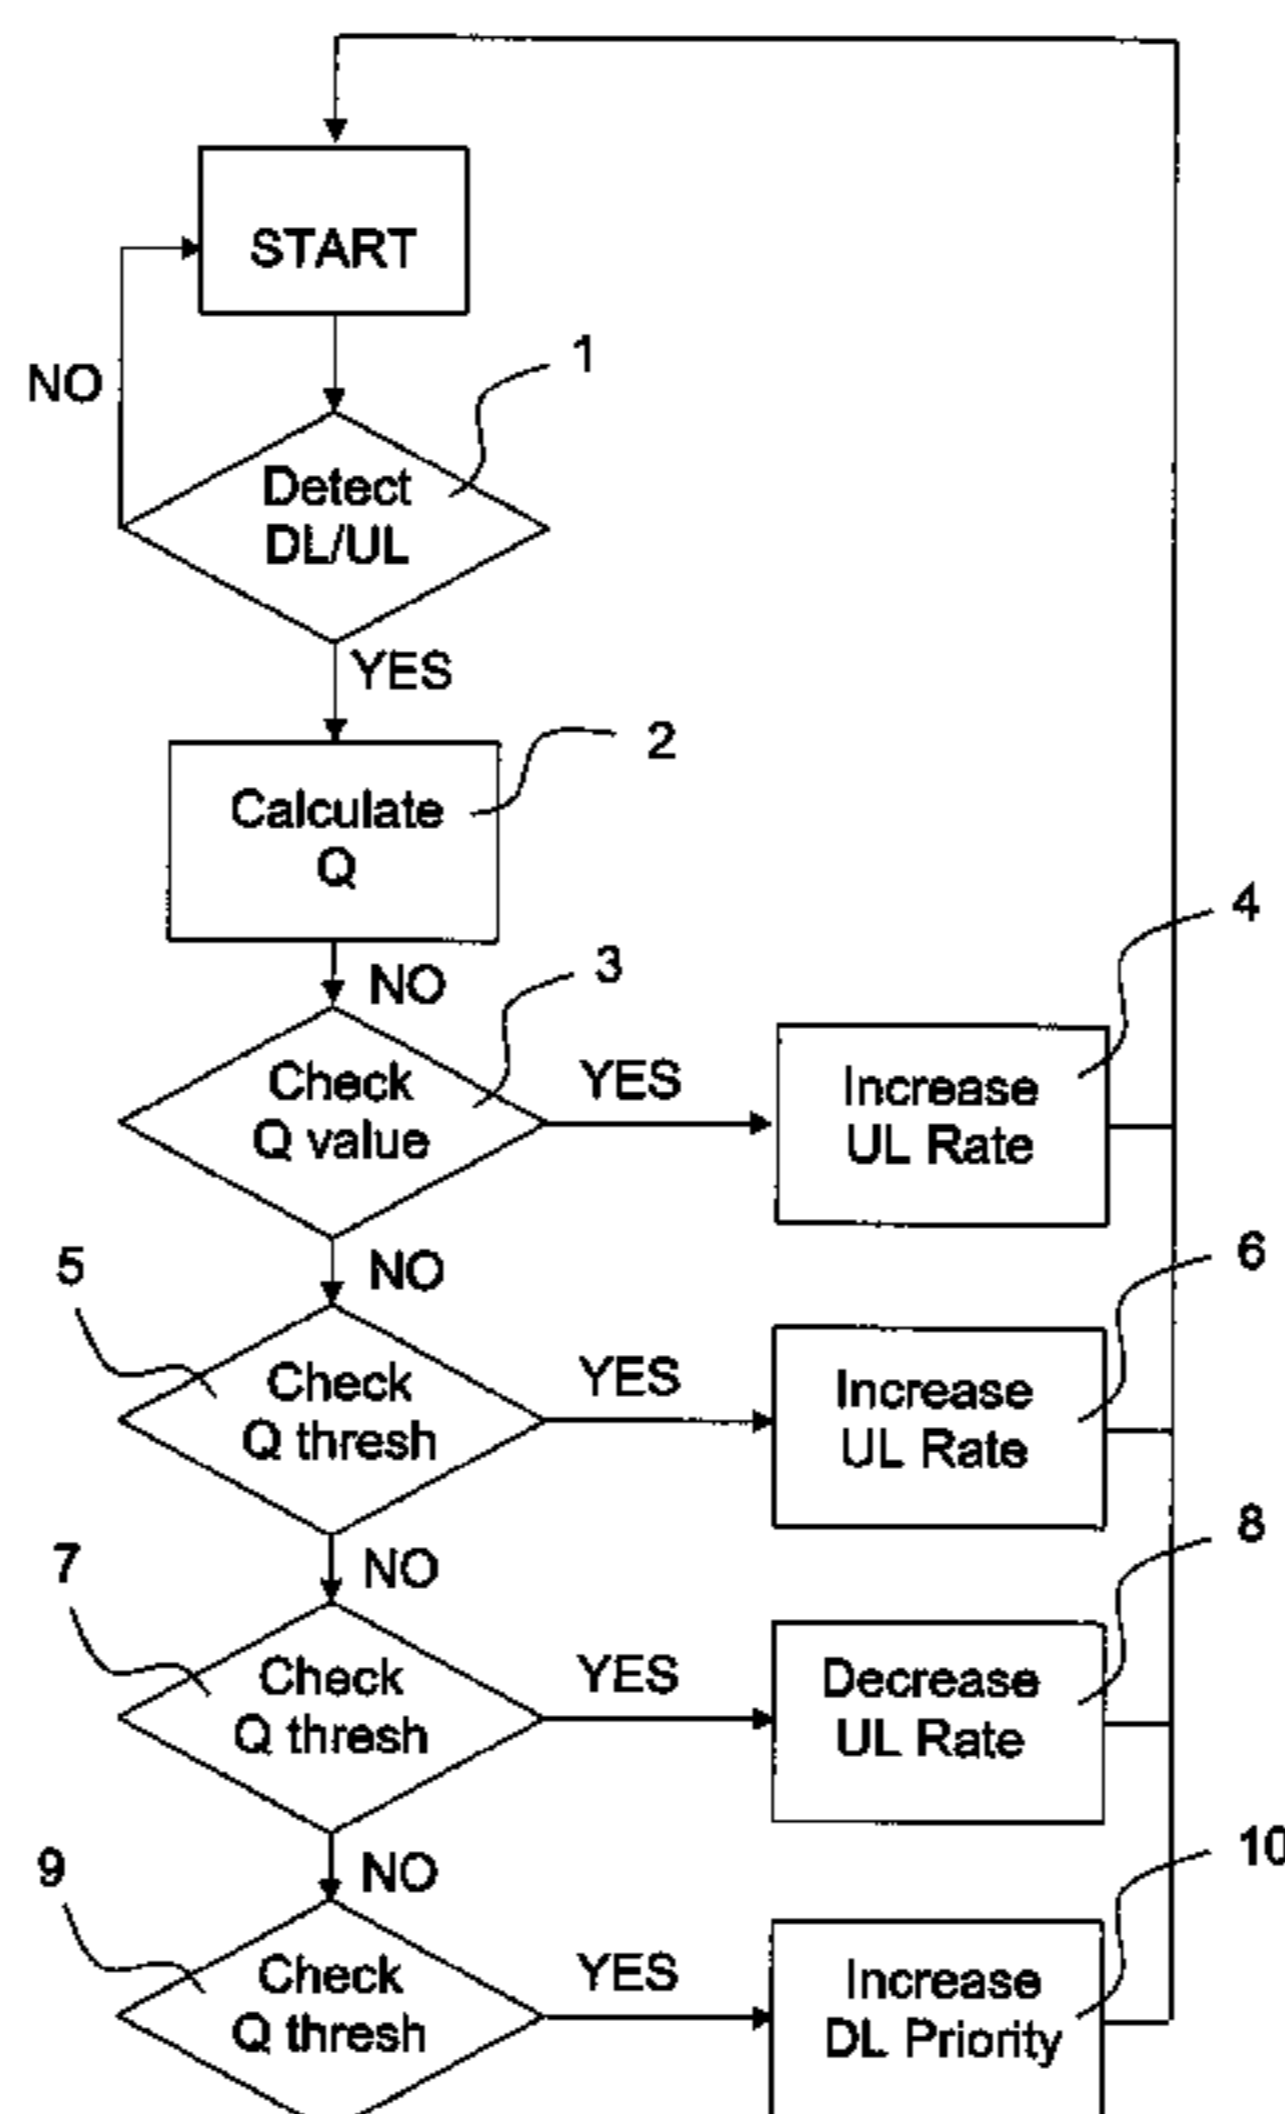 START
NO
1
Detect
DL/UL
YES
2
Calculate
Q
4
NO
3
Check
Q value
YES
Increase
UL Rate
5
NO
6
Check
Q thresh
YES
Increase
UL Rate
7
NO
8
Check
Q thresh
YES
Decrease
UL Rate
9
NO
10
Check
Q thresh
YES
Increase
DL Priority